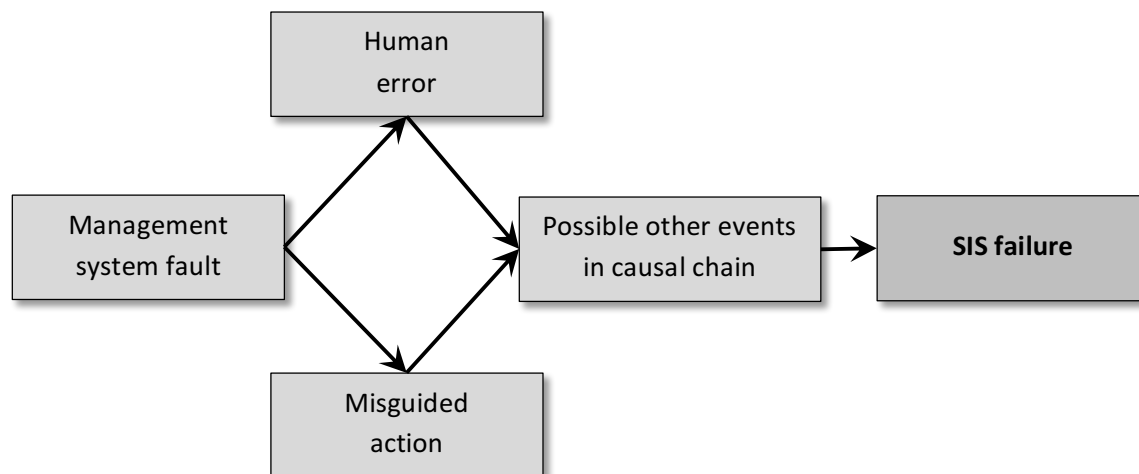 Human
error
Management
system fault
Possible other events
in causal chain
SIS failure
Misguided
action